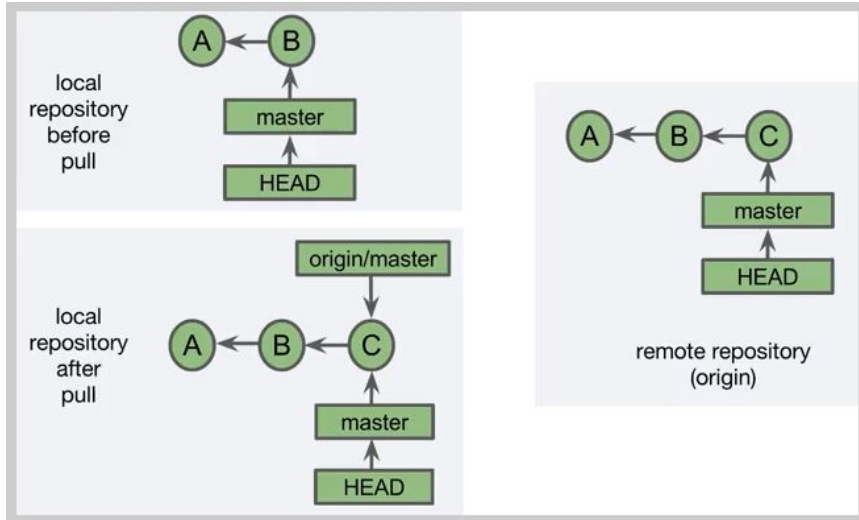 A
B
local
repository
before
pull
master
HEAD
origin/master
local
repository
after
pull
A
B
C
master
HEAD
A
B
C
master
HEAD
remote repository
(origin)